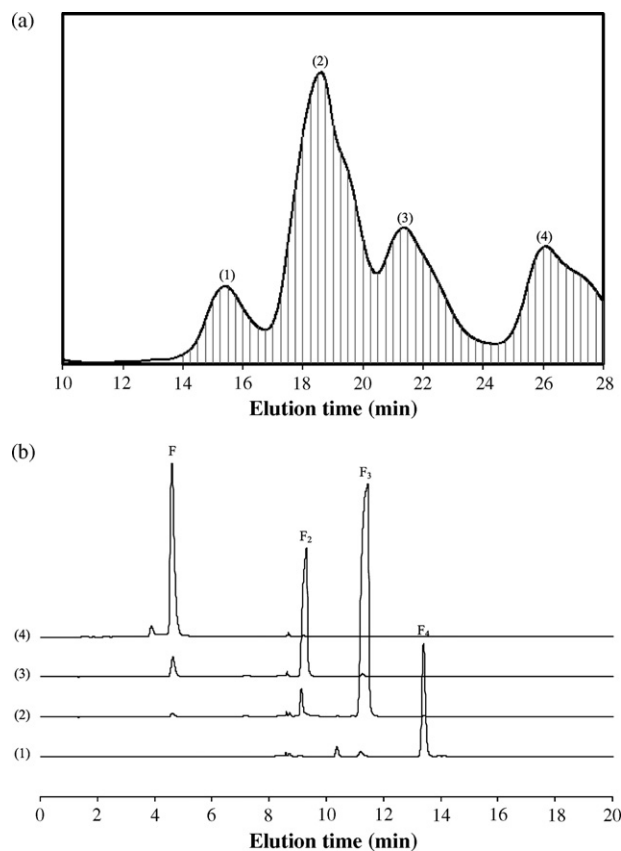 (a)
(2)
(3)
(4)
(1)
10 12 14 16 18 20 22 24 26 28
Elution time (min)
(b)
F
F₃
F₂
F₄
(4)
(3)
(2)
(1)
0 2 4 6 8 10 12 14 16 18 20
Elution time (min)